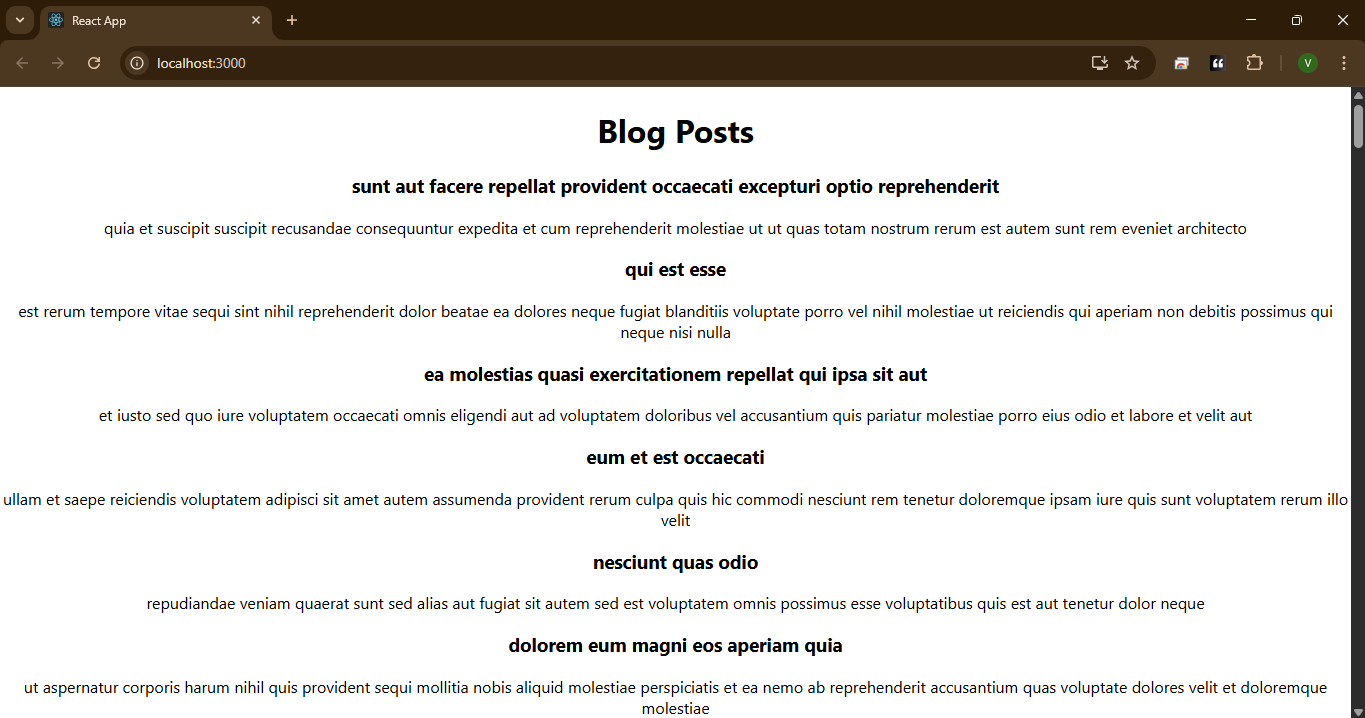 React App
localhost:3000
V
Blog Posts
sunt aut facere repellat provident occaecati excepturi optio reprehenderit
quia et suscipit suscipit recusandae consequuntur expedita et cum reprehenderit molestiae ut ut quas totam nostrum rerum est autem sunt rem eveniet architecto
qui est esse
est rerum tempore vitae sequi sint nihil reprehenderit dolor beatae ea dolores neque fugiat blanditiis voluptate porro vel nihil molestiae ut reiciendis qui aperiam non debitis possimus qui
neque nisi nulla
ea molestias quasi exercitationem repellat qui ipsa sit aut
et iusto sed quo iure voluptatem occaecati omnis eligendi aut ad voluptatem doloribus vel accusantium quis pariatur molestiae porro eius odio et labore et velit aut
eum et est occaecati
ullam et saepe reiciendis voluptatem adipisci sit amet autem assumenda provident rerum culpa quis hic commodi nesciunt rem tenetur doloremque ipsam iure quis sunt voluptatem rerum illo
velit
nesciunt quas odio
repudiandae veniam quaerat sunt sed alias aut fugiat sit autem sed est voluptatem omnis possimus esse voluptatibus quis est aut tenetur dolor neque
dolorem eum magni eos aperiam quia
ut aspernatur corporis harum nihil quis provident sequi mollitia nobis aliquid molestiae perspiciatis et ea nemo ab reprehenderit accusantium quas voluptate dolores velit et doloremque
molestiae